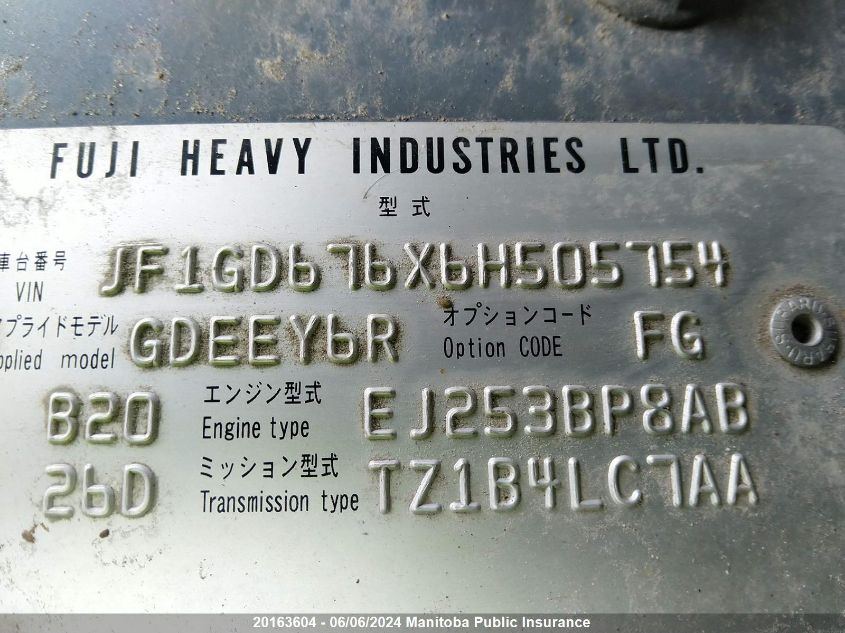 FUJI HEAVY INDUSTRIES LTD.
型式
車台番号
VIN JF1GD676X6H505754
アプライドモデル
Applied model GDEEY6R オプションコード
Option CODE FG
B20 エンジン型式
Engine type EJ253BP8AB
26D ミッション型式
Transmission type TZ1B4LC7AA
20163604 - 06/06/2024 Manitoba Public Insurance